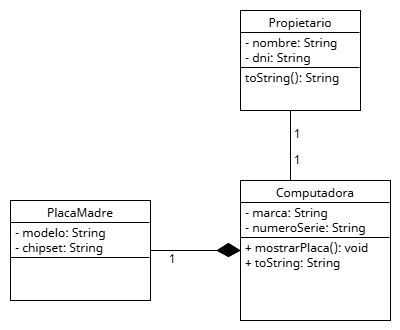 Propietario
- nombre: String
- dni: String
toString(): String
1
1
Computadora
- marca: String
- numeroSerie: String
+ mostrarPlaca(): void
+ toString: String
PlacaMadre
- modelo: String
- chipset: String
1